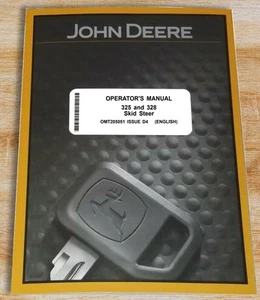 JOHN DEERE
OPERATOR'S MANUAL
325 and 328
Skid Steer
OMT205051 ISSUE D4 (ENGLISH)